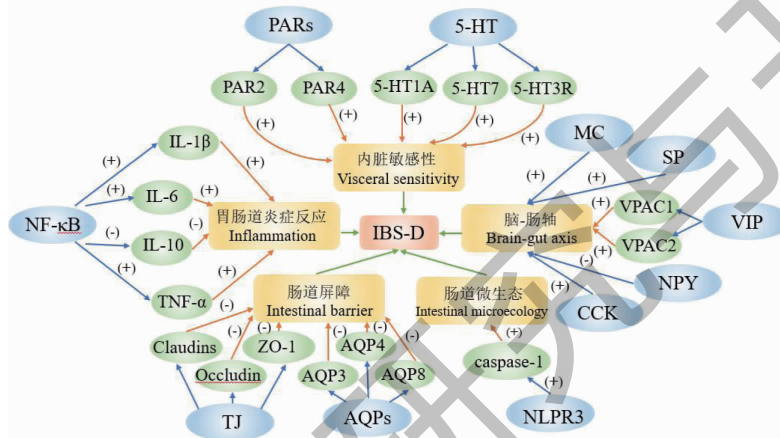 PARs
5-HT
PAR2
PAR4
5-HT1A
5-HT7
5-HT3R
(+)
(+)
(+)
(+)
(+)
MC
SP
IL-1β
(+)
(+)
内脏敏感性
Visceral sensitivity
(+)
(+)
IL-6
(+)
(+)
NF-κB
胃肠道炎症反应
Inflammation
IBS-D
脑-肠轴
Brain-gut axis
(+)
VPAC1
VIP
(-)
IL-10
(-)
VPAC2
(+)
(-)
(+)
TNF-α
(+)
NPY
(+)
CCK
(-)
肠道屏障
Intestinal barrier
肠道微生态
Intestinal microecology
Claudins
(-)
ZO-1
(-)
(-)
AQP4
(-)
(-)
(+)
Occludin
AQP3
AQP8
caspase-1
(+)
TJ
AQPs
NLPR3